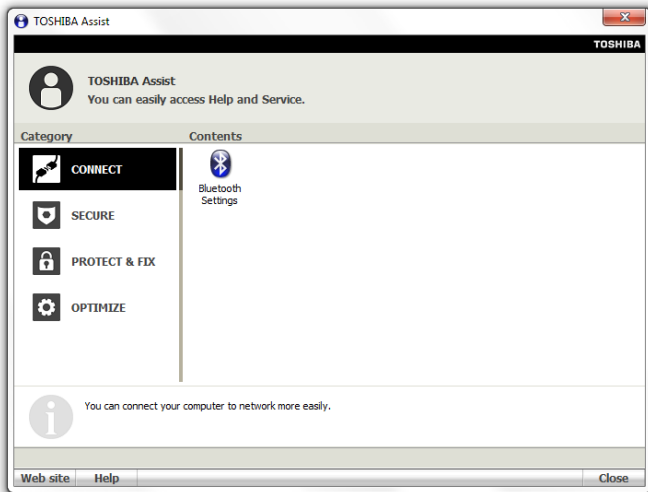 TOSHIBA Assist
TOSHIBA
TOSHIBA Assist
You can easily access Help and Service.
Category
Contents
CONNECT
SECURE
PROTECT & FIX
OPTIMIZE
Bluetooth
Settings
You can connect your computer to network more easily.
Web site
Help
Close